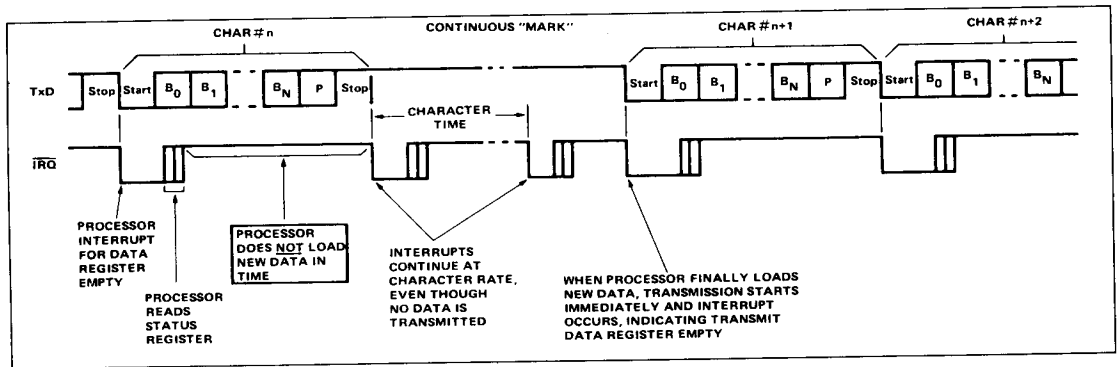 CHAR#n
CONTINUOUS "MARK"
CHAR#n+1
CHAR#n+2
TxD
Stop Start B0 B1 BN P Stop
Start B0 B1 BN P Stop
Start B0 B1 BN
CHARACTER
TIME
IRQ
PROCESSOR
INTERRUPT
FOR DATA
REGISTER
EMPTY
PROCESSOR
READS
STATUS
REGISTER
PROCESSOR
DOES NOT LOAD
NEW DATA IN
TIME
INTERRUPTS
CONTINUE AT
CHARACTER RATE,
EVEN THOUGH
NO DATA IS
TRANSMITTED
WHEN PROCESSOR FINALLY LOADS
NEW DATA, TRANSMISSION STARTS
IMMEDIATELY AND INTERRUPT
OCCURS, INDICATING TRANSMIT
DATA REGISTER EMPTY